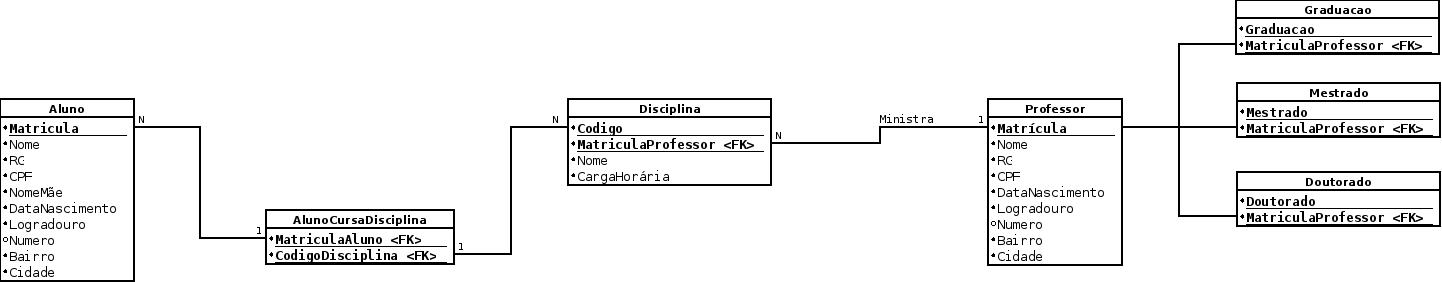 Aluno
Matricula
Nome
RG
CPF
NomeMãe
DataNascimento
Logradouro
Numero
Bairro
Cidade
N
1
AlunoCursaDisciplina
MatriculaAluno <FK>
CodigoDisciplina <FK>
1
N
Disciplina
Codigo
MatriculaProfessor <FK>
Nome
CargaHorária
N
Ministra
1
Professor
Matrícula
Nome
RG
CPF
DataNascimento
Logradouro
Numero
Bairro
Cidade
Graduacao
Graduacao
MatriculaProfessor <FK>
Mestrado
Mestrado
MatriculaProfessor <FK>
Doutorado
Doutorado
MatriculaProfessor <FK>